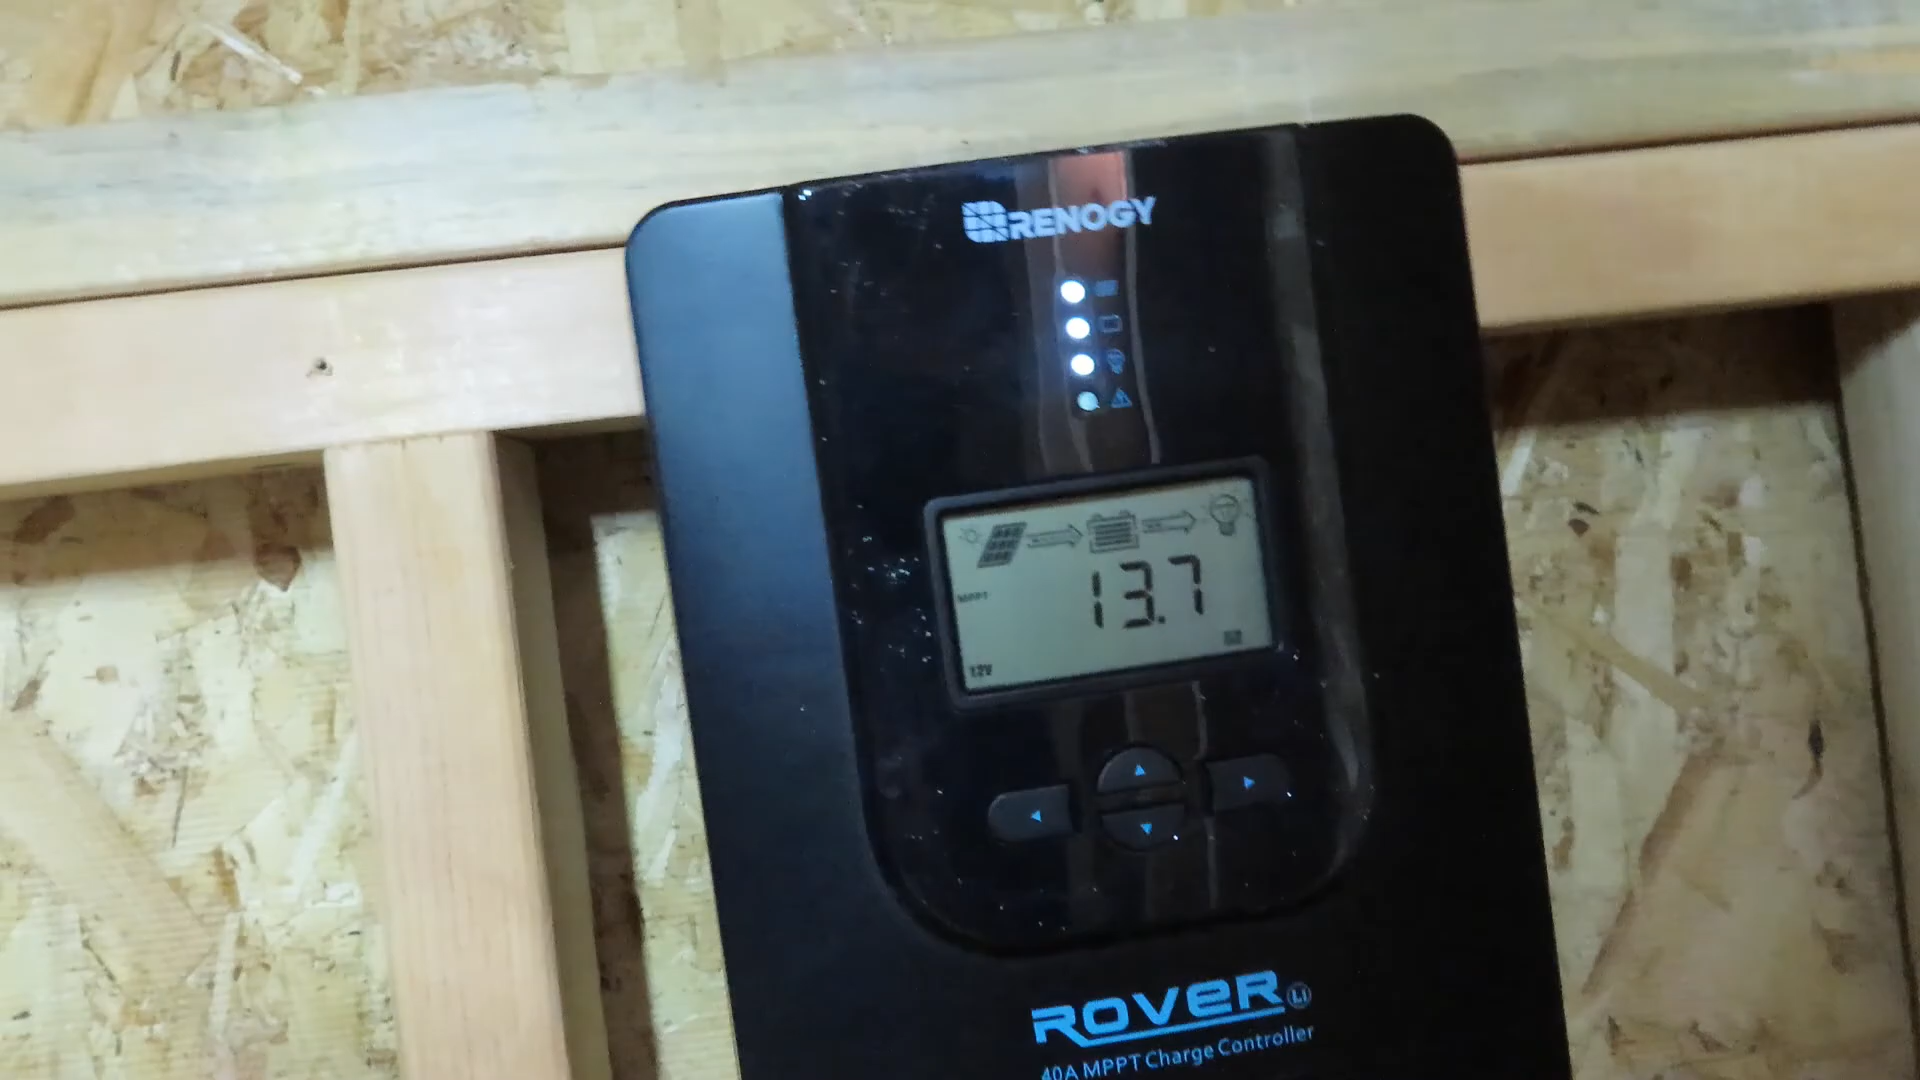 RENOGY
13.7
MPPT
12V
ROVER Li
40A MPPT Charge Controller